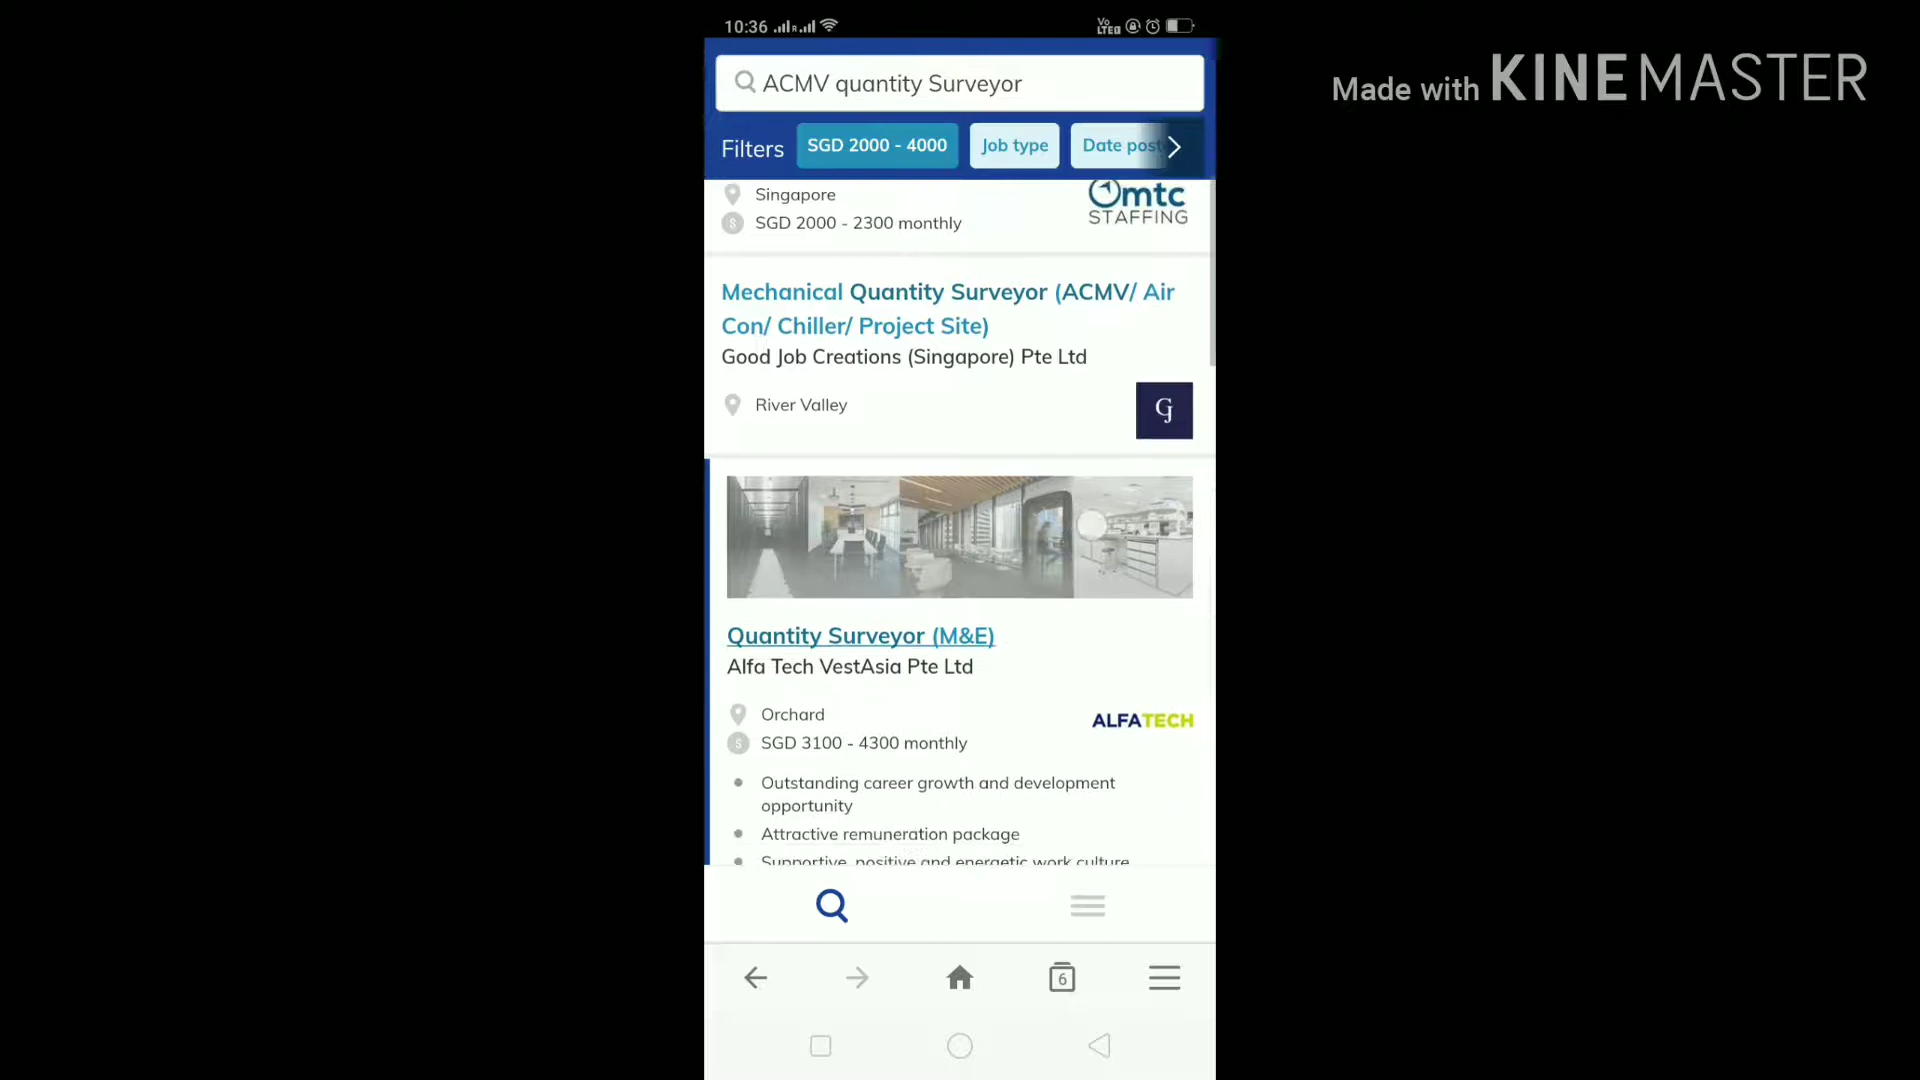 10:36
Vo
LTE
Made with KINEMASTER
ACMV quantity Surveyor
Filters
SGD 2000 - 4000
Job type
Date post
Singapore
SGD 2000 - 2300 monthly
mtc
STAFFING
Mechanical Quantity Surveyor (ACMV/ Air
Con/ Chiller/ Project Site)
Good Job Creations (Singapore) Pte Ltd
River Valley
Quantity Surveyor (M&E)
Alfa Tech VestAsia Pte Ltd
Orchard
ALFATECH
SGD 3100 - 4300 monthly
Outstanding career growth and development
opportunity
Attractive remuneration package
Supportive, positive and energetic work culture
6